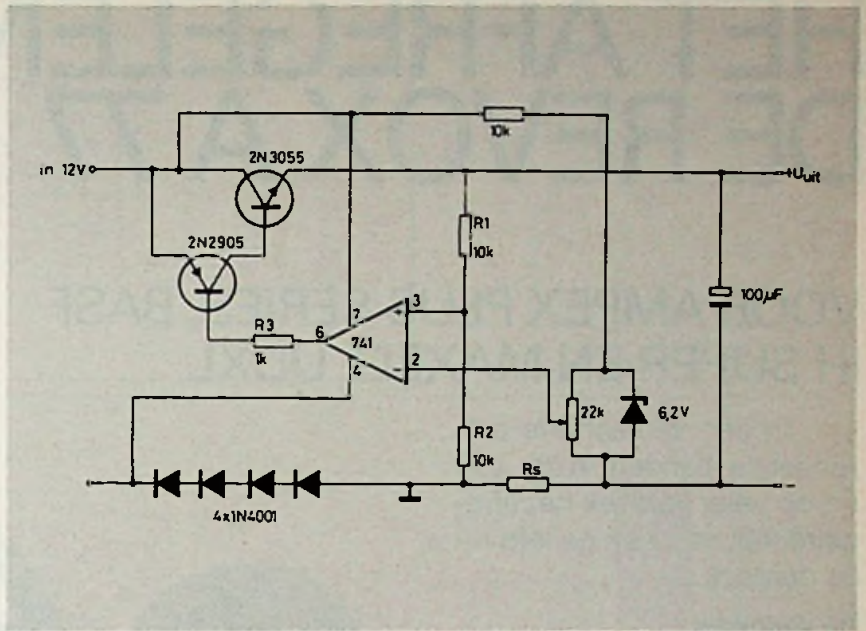 10k
in 12V
2N3055
+Uuit
R1
10k
2N2905
100µF
R3
1k
6
7
741
4
3
+
2
−
22k
6,2V
R2
10k
Rs
+
−
4x1N4001